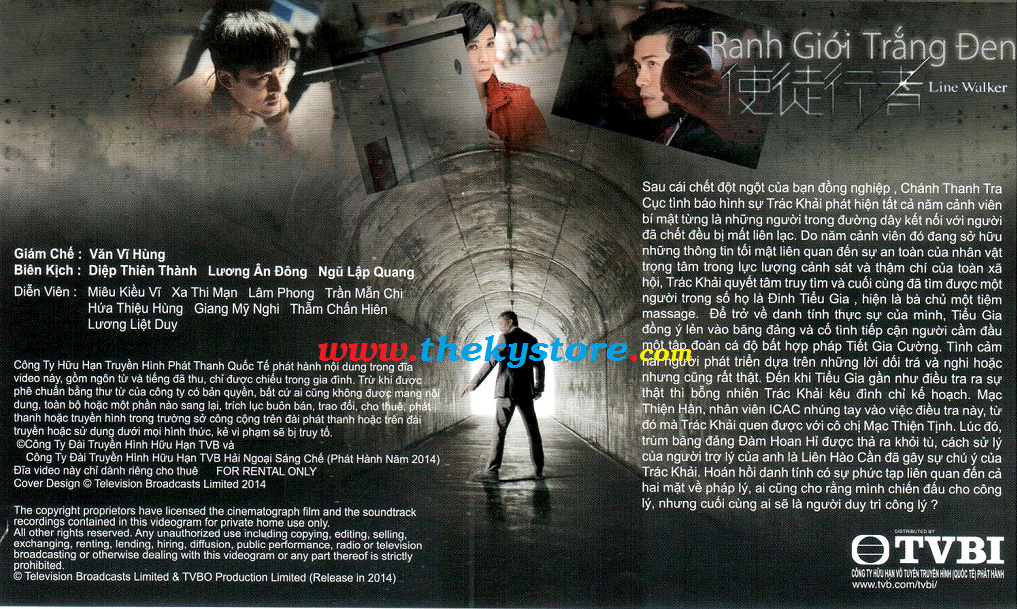 Ranh Giới Trắng Đen
使徒行者 Line Walker
Giám Chế : Văn Vĩ Hùng
Biên Kịch : Diệp Thiên Thành Lương Ân Đông Ngũ Lập Quang
Diễn Viên : Miêu Kiều Vĩ Xa Thi Mạn Lâm Phong Trần Mẫn Chi
Hứa Thiệu Hùng Giang Mỹ Nghi Thẩm Chấn Hiên
Lương Liệt Duy
Sau cái chết đột ngột của bạn đồng nghiệp , Chánh Thanh Tra
Cục tình báo hình sự Trác Khải phát hiện tất cả năm cảnh viên
bí mật từng là những người trong đường dây kết nối với người
đã chết đều bị mất liên lạc. Do năm cảnh viên đó đang sở hữu
những thông tin tối mật liên quan đến sự an toàn của nhân vật
trọng tâm trong lực lượng cảnh sát và thậm chí của toàn xã
hội, Trác Khải quyết tâm truy tìm và cuối cùng đã tìm được một
người trong số họ là Đinh Tiểu Gia , hiện là bà chủ một tiệm
massage. Để trở về danh tính thực sự của mình, Tiểu Gia
đồng ý lẻn vào băng đảng và cố tình tiếp cận người cầm đầu
một tập đoàn cá độ bất hợp pháp Tiết Gia Cường. Tình cảm
hai người phát triển dựa trên những lời dối trá và nghi hoặc
nhưng cũng rất thật. Đến khi Tiểu Gia gần như điều tra ra sự
thật thì bỗng nhiên Trác Khải kêu đình chỉ kế hoạch. Mạc
Thiện Hân, nhân viên ICAC nhúng tay vào việc điều tra này, từ
đó mà Trác Khải quen được với cô chị Mạc Thiện Tịnh. Lúc đó,
trùm băng đảng Đàm Hoan Hỉ được thả ra khỏi tù, cách sử lý
của người trợ lý của anh là Liên Hảo Cần đã gây sự chú ý của
Trác Khải. Hoán hồi danh tính có sự phức tạp liên quan đến cả
hai mặt về pháp lý, ai cũng cho rằng mình chiến đấu cho công
lý, nhưng cuối cùng ai sẽ là người duy trì công lý ?
www.thekystore.com
Công Ty Hữu Hạn Truyền Hình Phát Thanh Quốc Tế phát hành nội dung trong dĩa
video này, gồm ngôn từ và tiếng đã thu, chỉ được chiếu trong gia đình. Trừ khi được
phê chuẩn bằng thư từ của công ty có bản quyền, bất cứ ai cũng không được mang nội
dung, toàn bộ hoặc một phần nào sang lại, trích lục buôn bán, trao đổi, cho thuê, phát
thanh hoặc truyền hình trong trường sở công cộng trên đài phát thanh hoặc trên đài
truyền hoặc sử dụng dưới mọi hình thức, kẻ vi phạm sẽ bị truy tố.
©Công Ty Đài Truyền Hình Hữu Hạn TVB và
Công Ty Đài Truyền Hình Hữu Hạn TVB Hải Ngoại Sáng Chế (Phát Hành Năm 2014)
Đĩa video này chỉ dành riêng cho thuê FOR RENTAL ONLY
Cover Design © Television Broadcasts Limited 2014
The copyright proprietors have licensed the cinematograph film and the soundtrack
recordings contained in this videogram for private home use only.
All other rights reserved. Any unauthorized use including copying, editing, selling,
exchanging, renting, lending, hiring, diffusion, public performance, radio or television
broadcasting or otherwise dealing with this videogram or any part thereof is strictly
prohibited.
© Television Broadcasts Limited & TVBO Production Limited (Release in 2014)
DISTRIBUTED BY
TVBI
CÔNG TY HỮU HẠN VÔ TUYẾN TRUYỀN HÌNH (QUỐC TẾ) PHÁT HÀNH
www.tvb.com/tvbi/